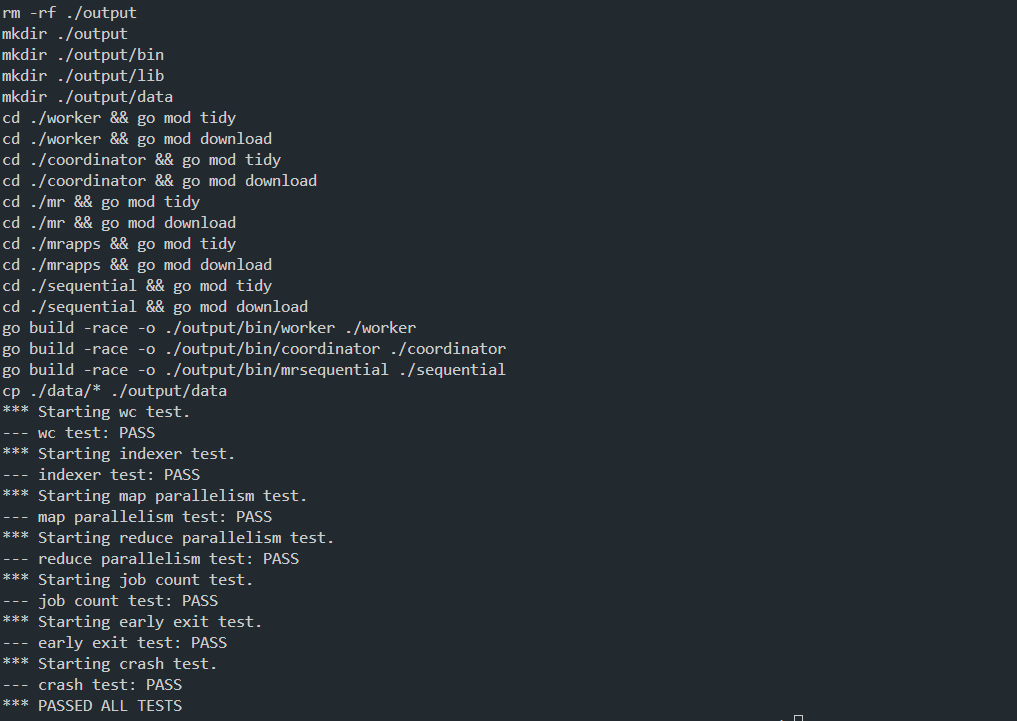 rm -rf ./output
mkdir ./output
mkdir ./output/bin
mkdir ./output/lib
mkdir ./output/data
cd ./worker && go mod tidy
cd ./worker && go mod download
cd ./coordinator && go mod tidy
cd ./coordinator && go mod download
cd ./mr && go mod tidy
cd ./mr && go mod download
cd ./mrapps && go mod tidy
cd ./mrapps && go mod download
cd ./sequential && go mod tidy
cd ./sequential && go mod download
go build -race -o ./output/bin/worker ./worker
go build -race -o ./output/bin/coordinator ./coordinator
go build -race -o ./output/bin/mrsequential ./sequential
cp ./data/* ./output/data
*** Starting wc test.
--- wc test: PASS
*** Starting indexer test.
--- indexer test: PASS
*** Starting map parallelism test.
--- map parallelism test: PASS
*** Starting reduce parallelism test.
--- reduce parallelism test: PASS
*** Starting job count test.
--- job count test: PASS
*** Starting early exit test.
--- early exit test: PASS
*** Starting crash test.
--- crash test: PASS
*** PASSED ALL TESTS